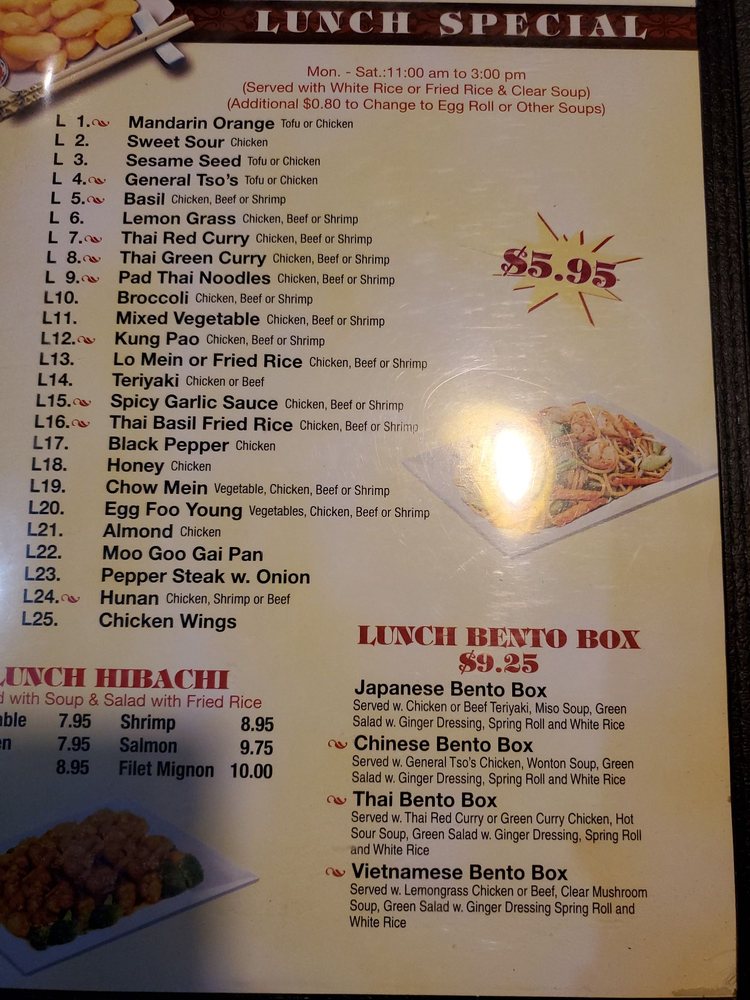 LUNCH SPECIAL
Mon. - Sat.:11:00 am to 3:00 pm
(Served with White Rice or Fried Rice & Clear Soup)
(Additional $0.80 to Change to Egg Roll or Other Soups)
L 1. Mandarin Orange Tofu or Chicken
L 2. Sweet Sour Chicken
L 3. Sesame Seed Tofu or Chicken
L 4. General Tso's Tofu or Chicken
L 5. Basil Chicken, Beef or Shrimp
L 6. Lemon Grass Chicken, Beef or Shrimp
L 7. Thai Red Curry Chicken, Beef or Shrimp
L 8. Thai Green Curry Chicken, Beef or Shrimp
L 9. Pad Thai Noodles Chicken, Beef or Shrimp
L10. Broccoli Chicken, Beef or Shrimp
L11. Mixed Vegetable Chicken, Beef or Shrimp
L12. Kung Pao Chicken, Beef or Shrimp
L13. Lo Mein or Fried Rice Chicken, Beef or Shrimp
L14. Teriyaki Chicken or Beef
L15. Spicy Garlic Sauce Chicken, Beef or Shrimp
L16. Thai Basil Fried Rice Chicken, Beef or Shrimp
L17. Black Pepper Chicken
L18. Honey Chicken
L19. Chow Mein Vegetable, Chicken, Beef or Shrimp
L20. Egg Foo Young Vegetables, Chicken, Beef or Shrimp
L21. Almond Chicken
L22. Moo Goo Gai Pan
L23. Pepper Steak w. Onion
L24. Hunan Chicken, Shrimp or Beef
L25. Chicken Wings
$5.95
LUNCH HIBACHI
with Soup & Salad with Fried Rice
7.95 Shrimp 8.95
7.95 Salmon 9.75
8.95 Filet Mignon 10.00
LUNCH BENTO BOX
$9.25
Japanese Bento Box
Served w. Chicken or Beef Teriyaki, Miso Soup, Green
Salad w. Ginger Dressing, Spring Roll and White Rice
Chinese Bento Box
Served w. General Tso's Chicken, Wonton Soup, Green
Salad w. Ginger Dressing, Spring Roll and White Rice
Thai Bento Box
Served w. Thai Red Curry or Green Curry Chicken, Hot
Sour Soup, Green Salad w. Ginger Dressing, Spring Roll
and White Rice
Vietnamese Bento Box
Served w. Lemongrass Chicken or Beef, Clear Mushroom
Soup, Green Salad w. Ginger Dressing Spring Roll and
White Rice